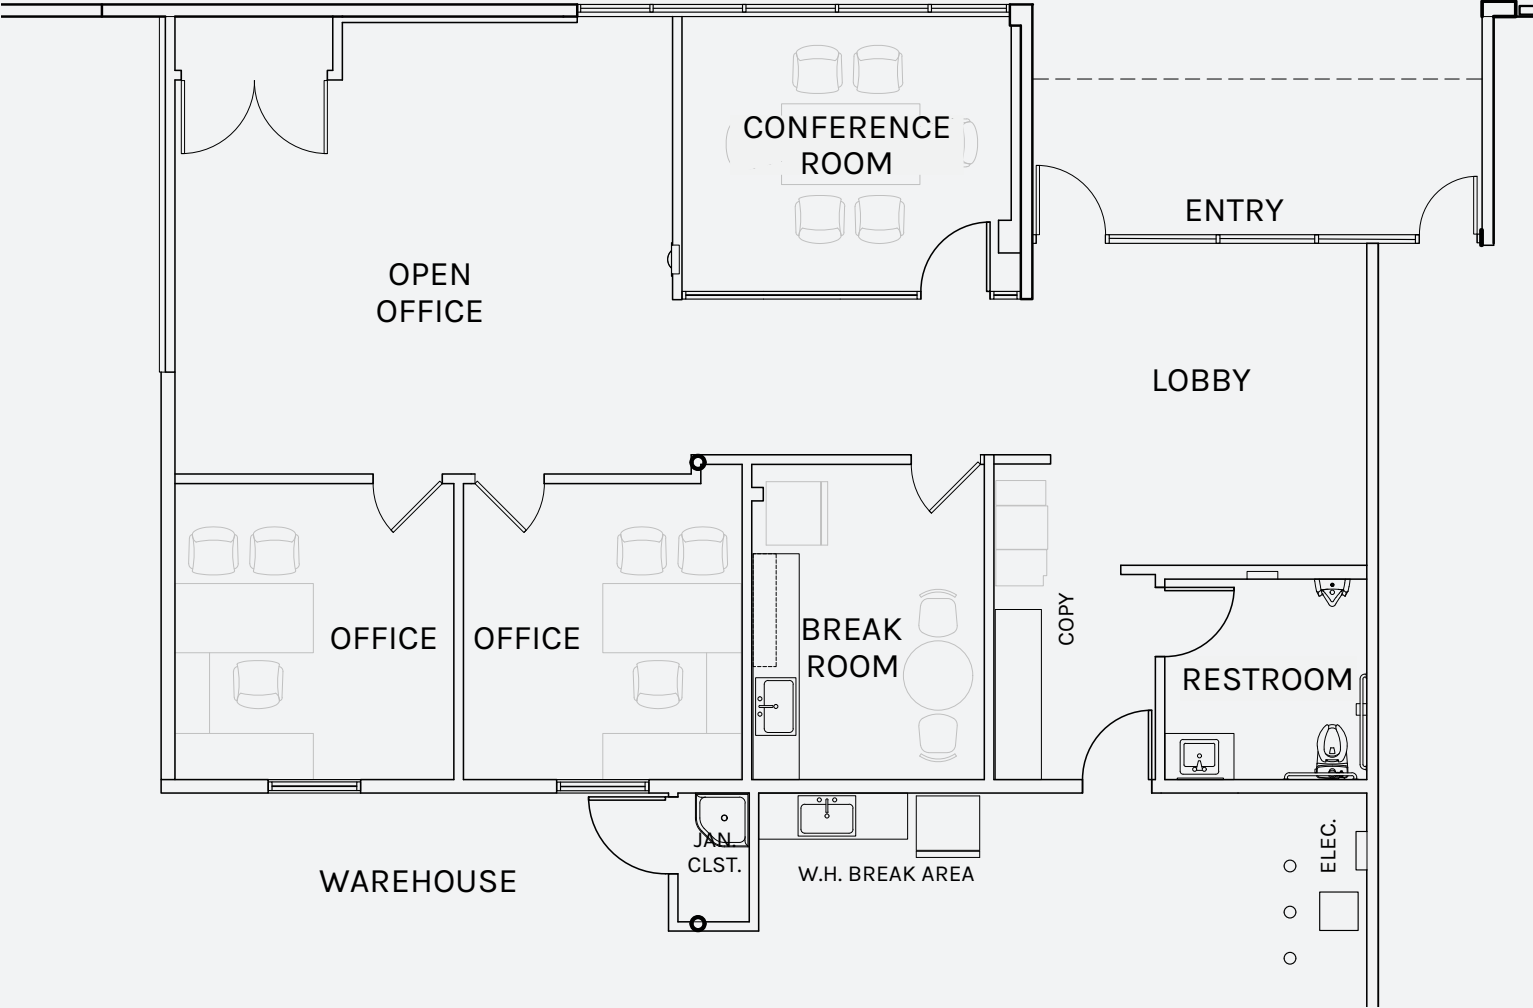 CONFERENCE
ROOM
ENTRY
OPEN
OFFICE
LOBBY
OFFICE
OFFICE
BREAK
ROOM
COPY
RESTROOM
JAN.
CLST.
W.H. BREAK AREA
ELEC.
WAREHOUSE